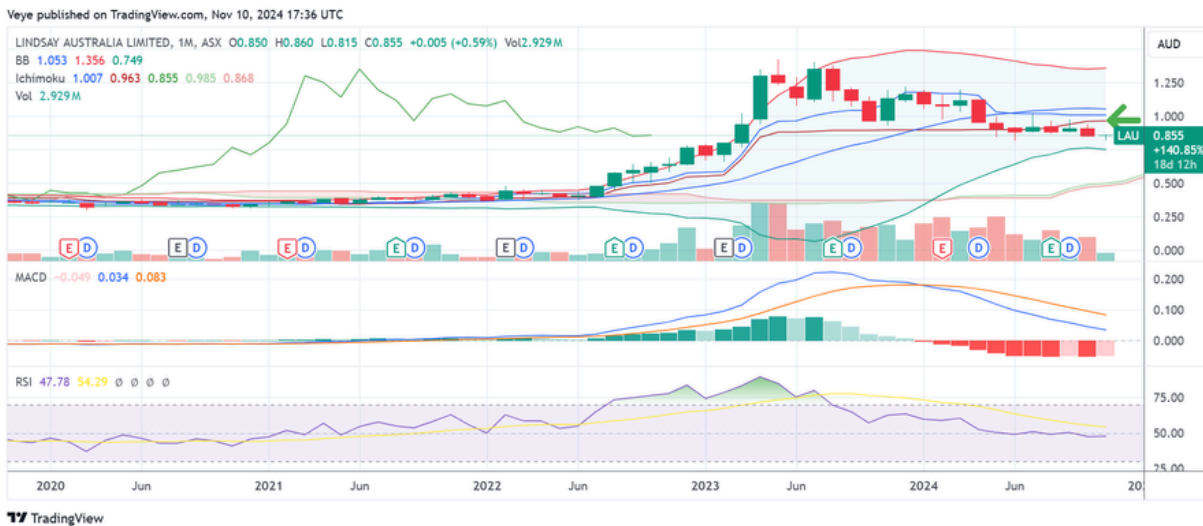 Veye published on TradingView.com, Nov 10, 2024 17:36 UTC
LINDSAY AUSTRALIA LIMITED, 1M, ASX O0.850 H0.860 L0.815 C0.855 +0.005 (+0.59%) Vol2.929M
BB 1.053 1.356 0.749
Ichimoku 1.007 0.963 0.855 0.985 0.868
Vol 2.929M
AUD
1.250
1.000
LAU 0.855
+140.85%
18d 12h
0.500
0.250
0.000
E D E D E D E D E D E D E D E D E D E D
MACD -0.049 0.034 0.083
0.200
0.100
0.000
RSI 47.78 54.29 ∅ ∅ ∅ ∅
75.00
50.00
25.00
2020 Jun 2021 Jun 2022 Jun 2023 Jun 2024 Jun
TradingView